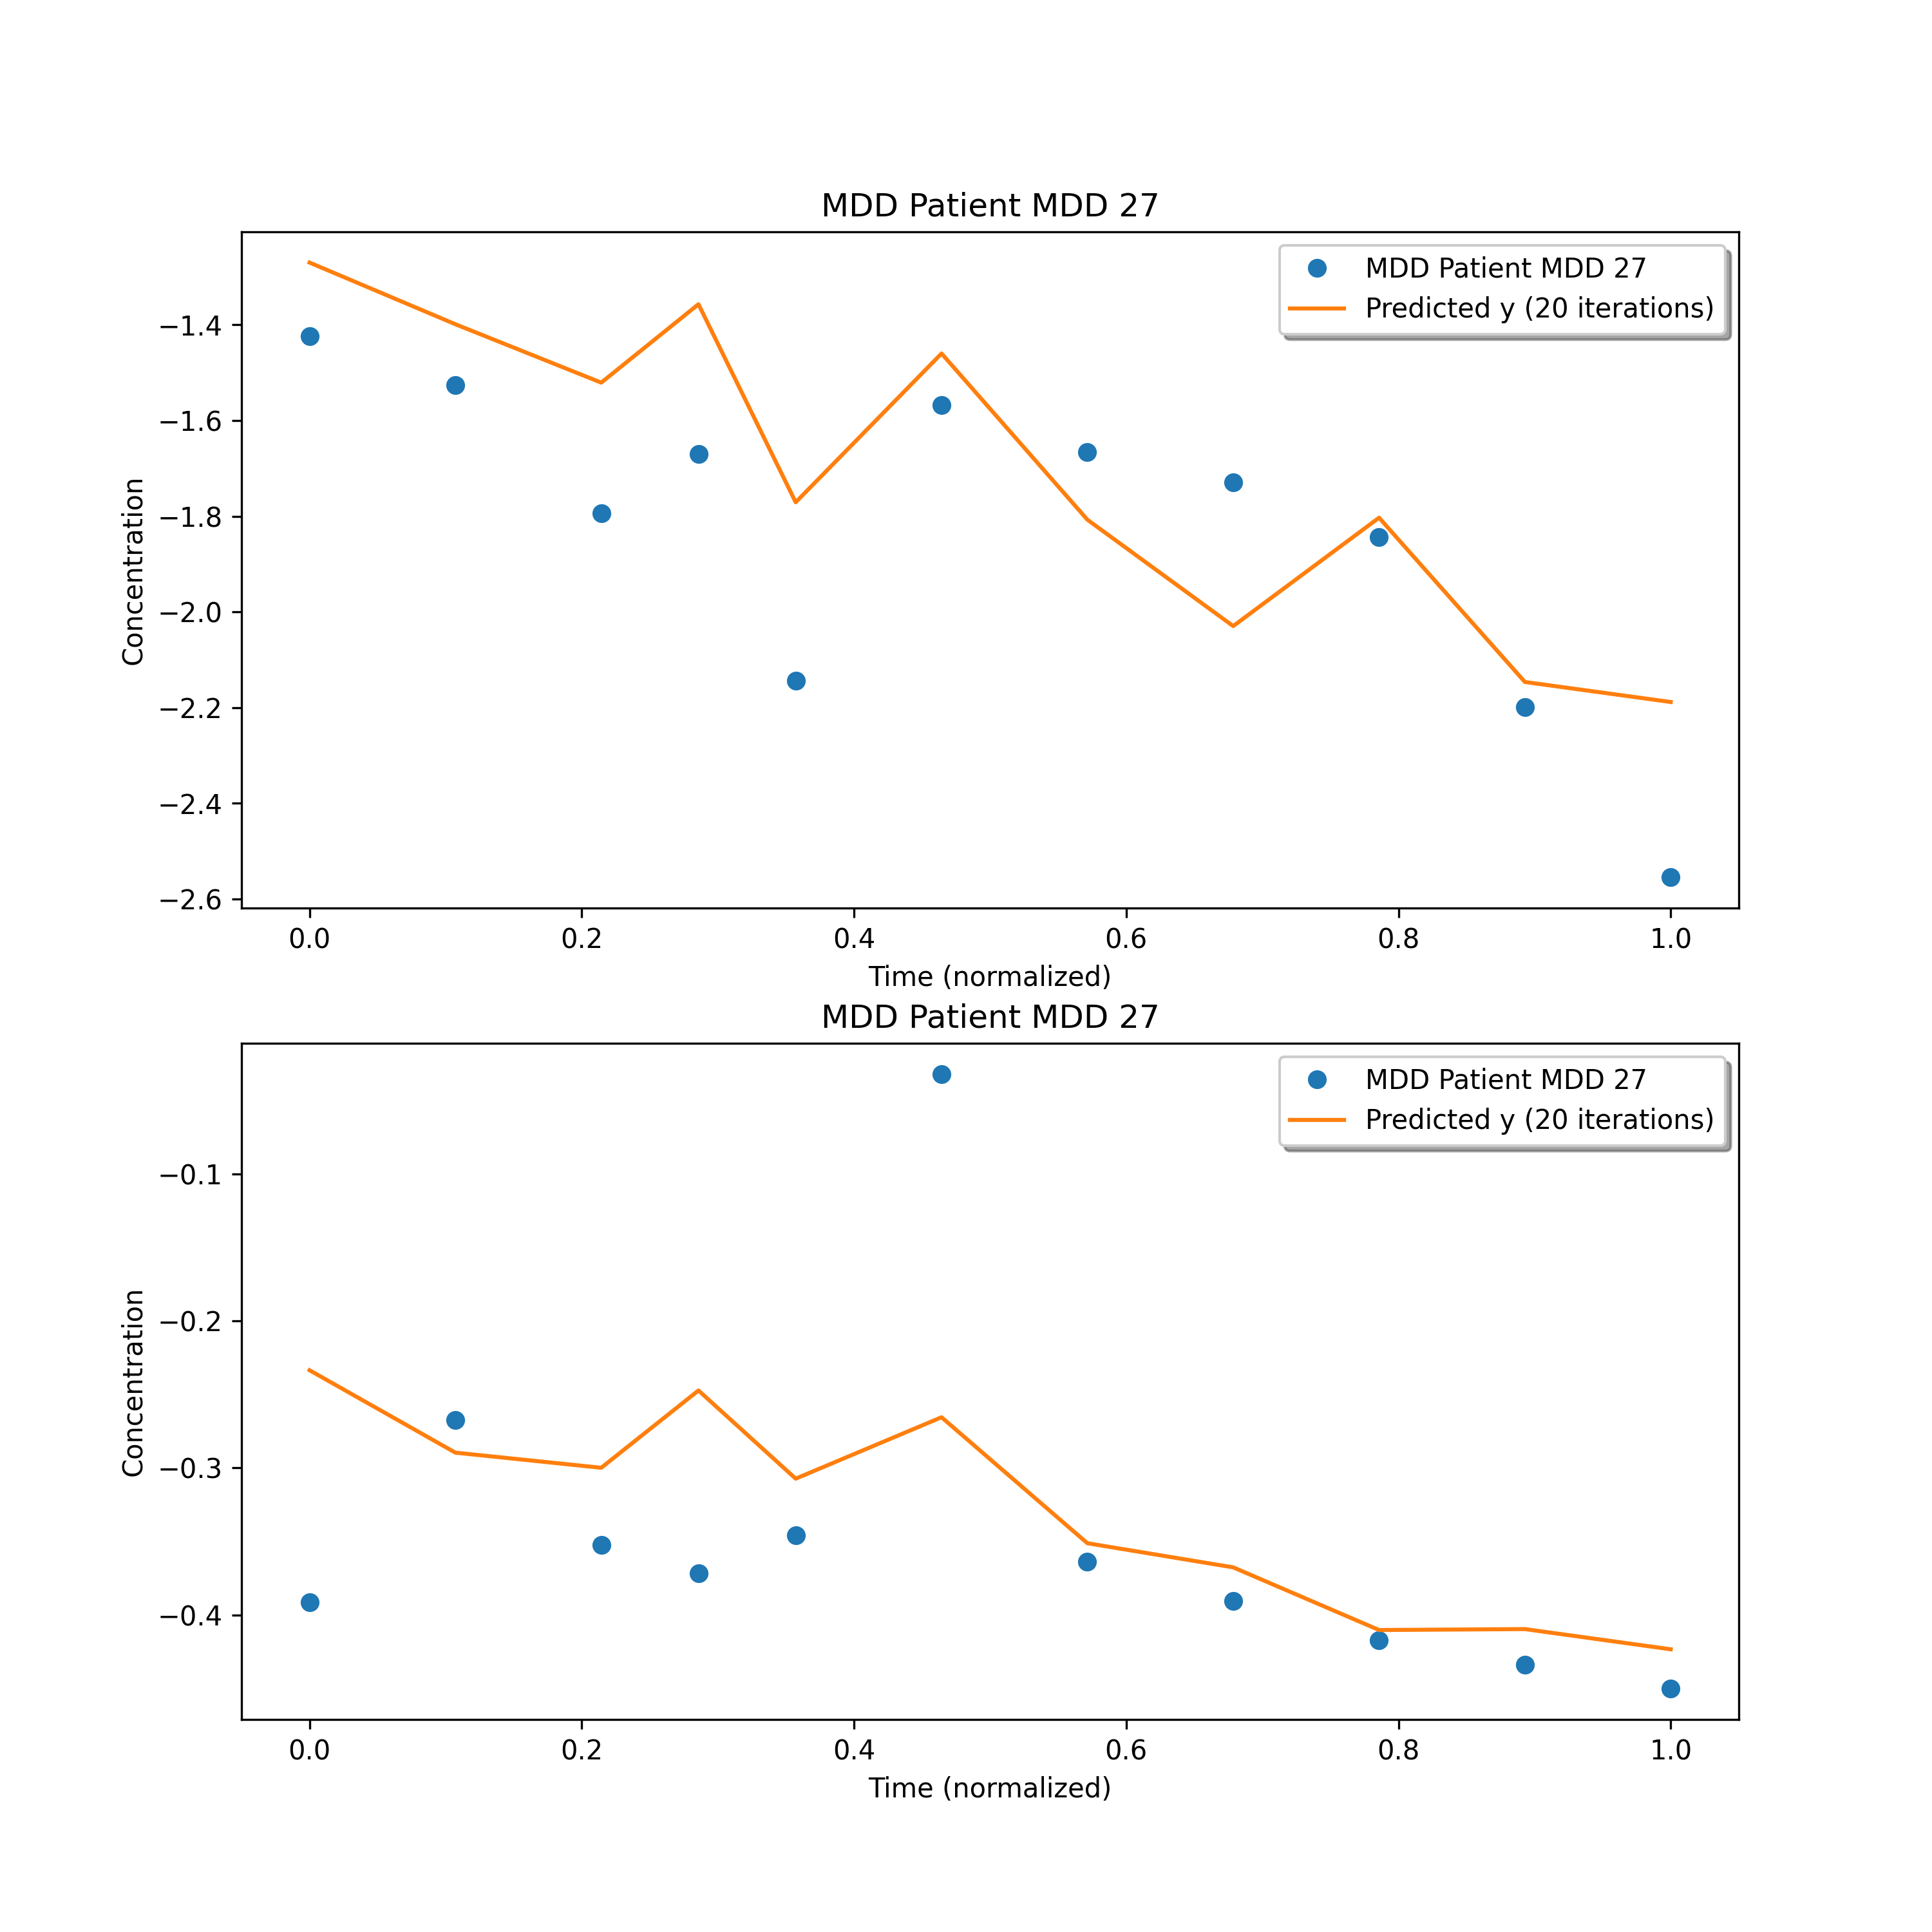 MDD Patient MDD 27
MDD Patient MDD 27
Predicted y (20 iterations)
Concentration
−1.4
−1.6
−1.8
−2.0
−2.2
−2.4
−2.6
0.0 0.2 0.4 0.6 0.8 1.0
Time (normalized)
MDD Patient MDD 27
MDD Patient MDD 27
Predicted y (20 iterations)
Concentration
−0.1
−0.2
−0.3
−0.4
0.0 0.2 0.4 0.6 0.8 1.0
Time (normalized)